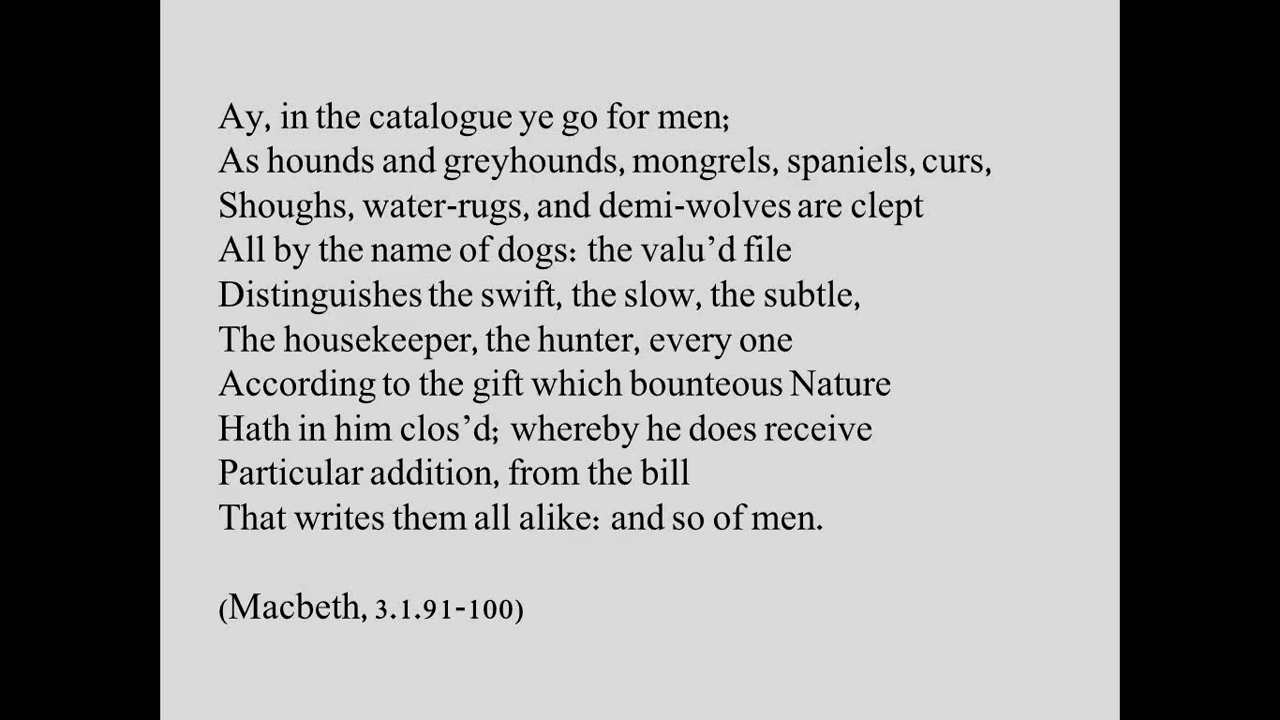 Ay, in the catalogue ye go for men;
As hounds and greyhounds, mongrels, spaniels, curs,
Shoughs, water-rugs, and demi-wolves are clept
All by the name of dogs: the valu’d file
Distinguishes the swift, the slow, the subtle,
The housekeeper, the hunter, every one
According to the gift which bounteous Nature
Hath in him clos’d; whereby he does receive
Particular addition, from the bill
That writes them all alike: and so of men.
(Macbeth, 3.1.91-100)